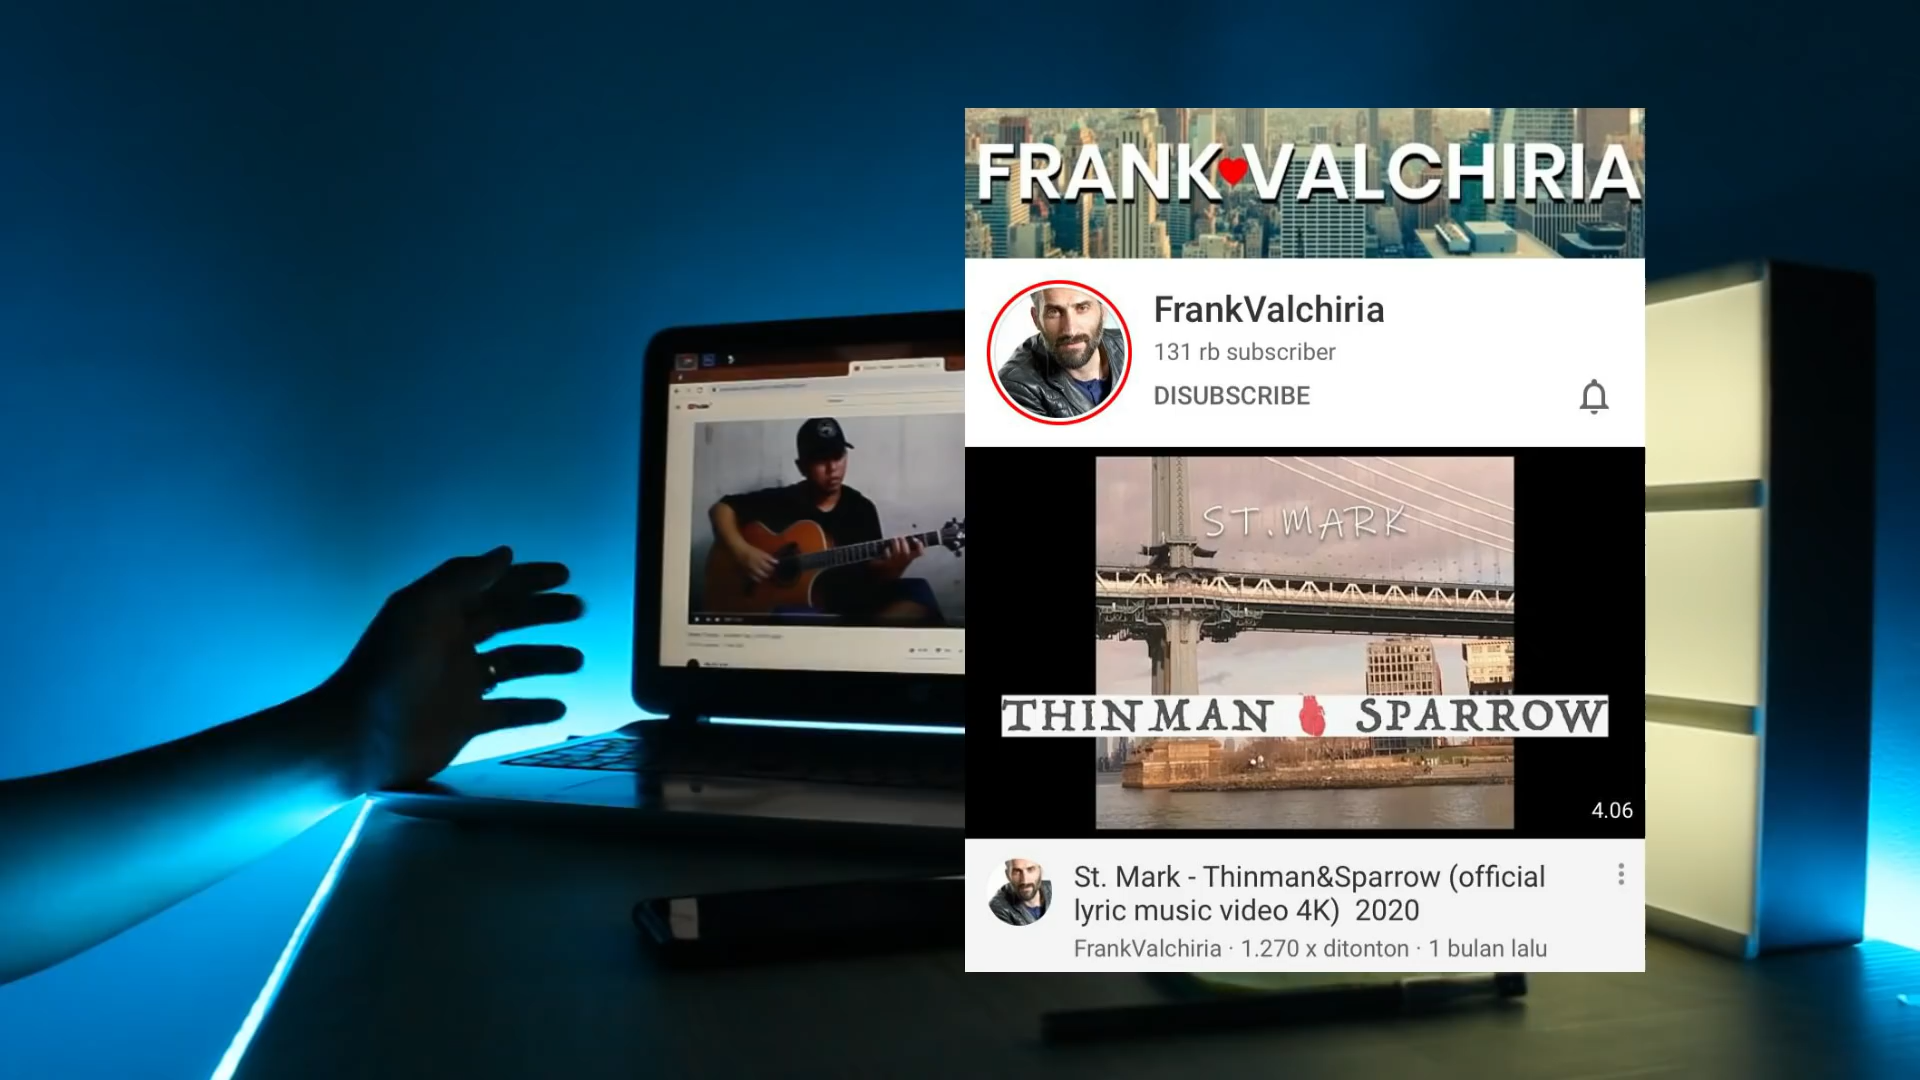 FRANK VALCHIRIA
FrankValchiria
131 rb subscriber
DISUBSCRIBE
ST. MARK
THINMAN SPARROW
4.06
St. Mark - Thinman&Sparrow (official
lyric music video 4K) 2020
FrankValchiria · 1.270 x ditonton · 1 bulan lalu